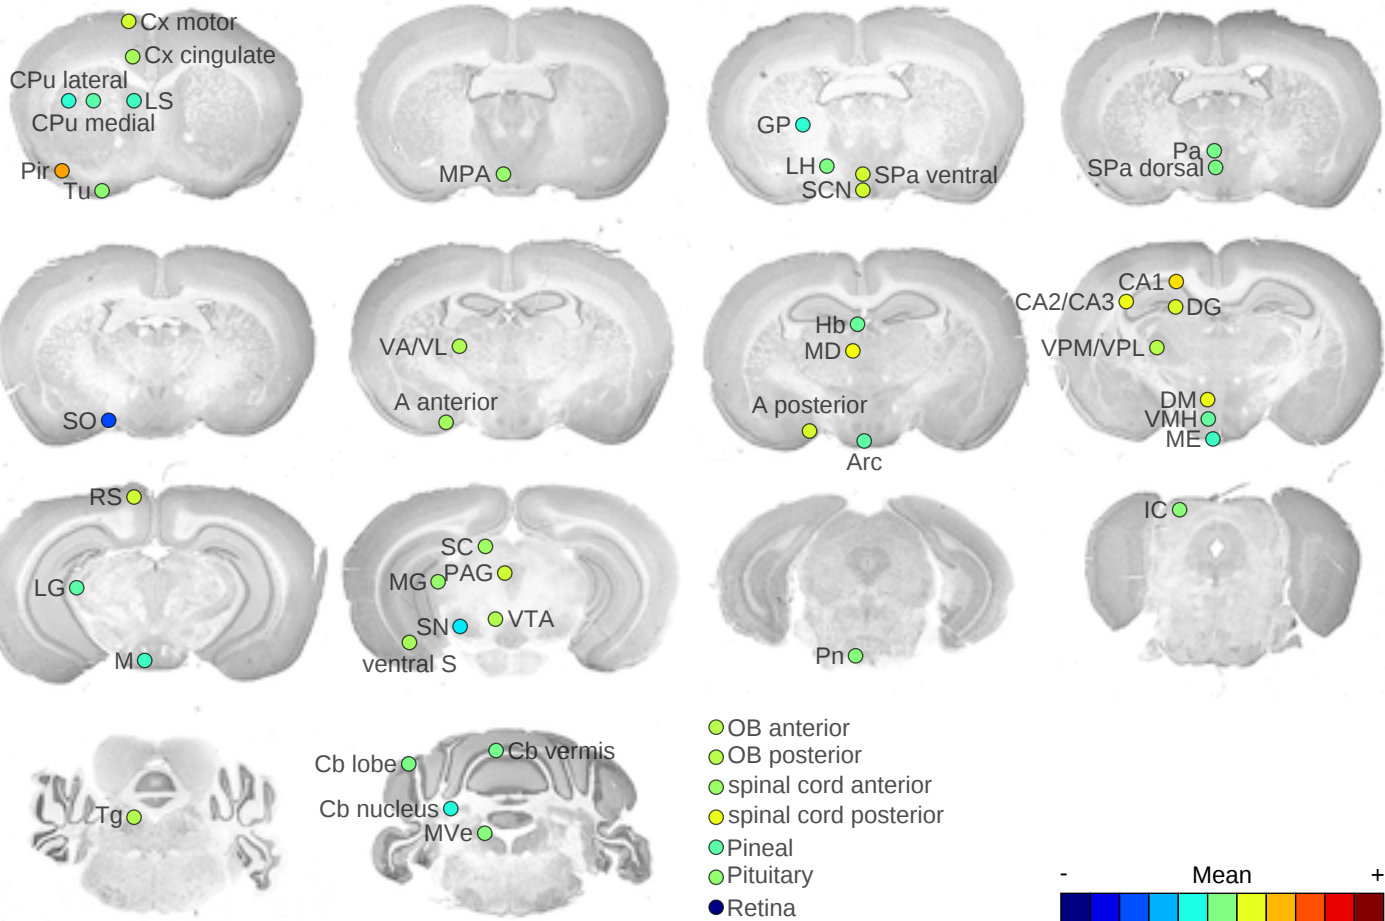 Cx motor
Cx cingulate
CPu lateral
LS
CPu medial
Pir
Tu
MPA
GP
LH
SPa ventral
SCN
Pa
SPa dorsal
SO
VA/VL
A anterior
Hb
MD
A posterior
Arc
CA1
CA2/CA3
DG
VPM/VPL
DM
VMH
ME
RS
LG
M
SC
MG
PAG
SN
VTA
ventral S
Pn
IC
Tg
Cb lobe
Cb vermis
Cb nucleus
MVe
OB anterior
OB posterior
spinal cord anterior
spinal cord posterior
Pineal
Pituitary
Retina
- Mean +